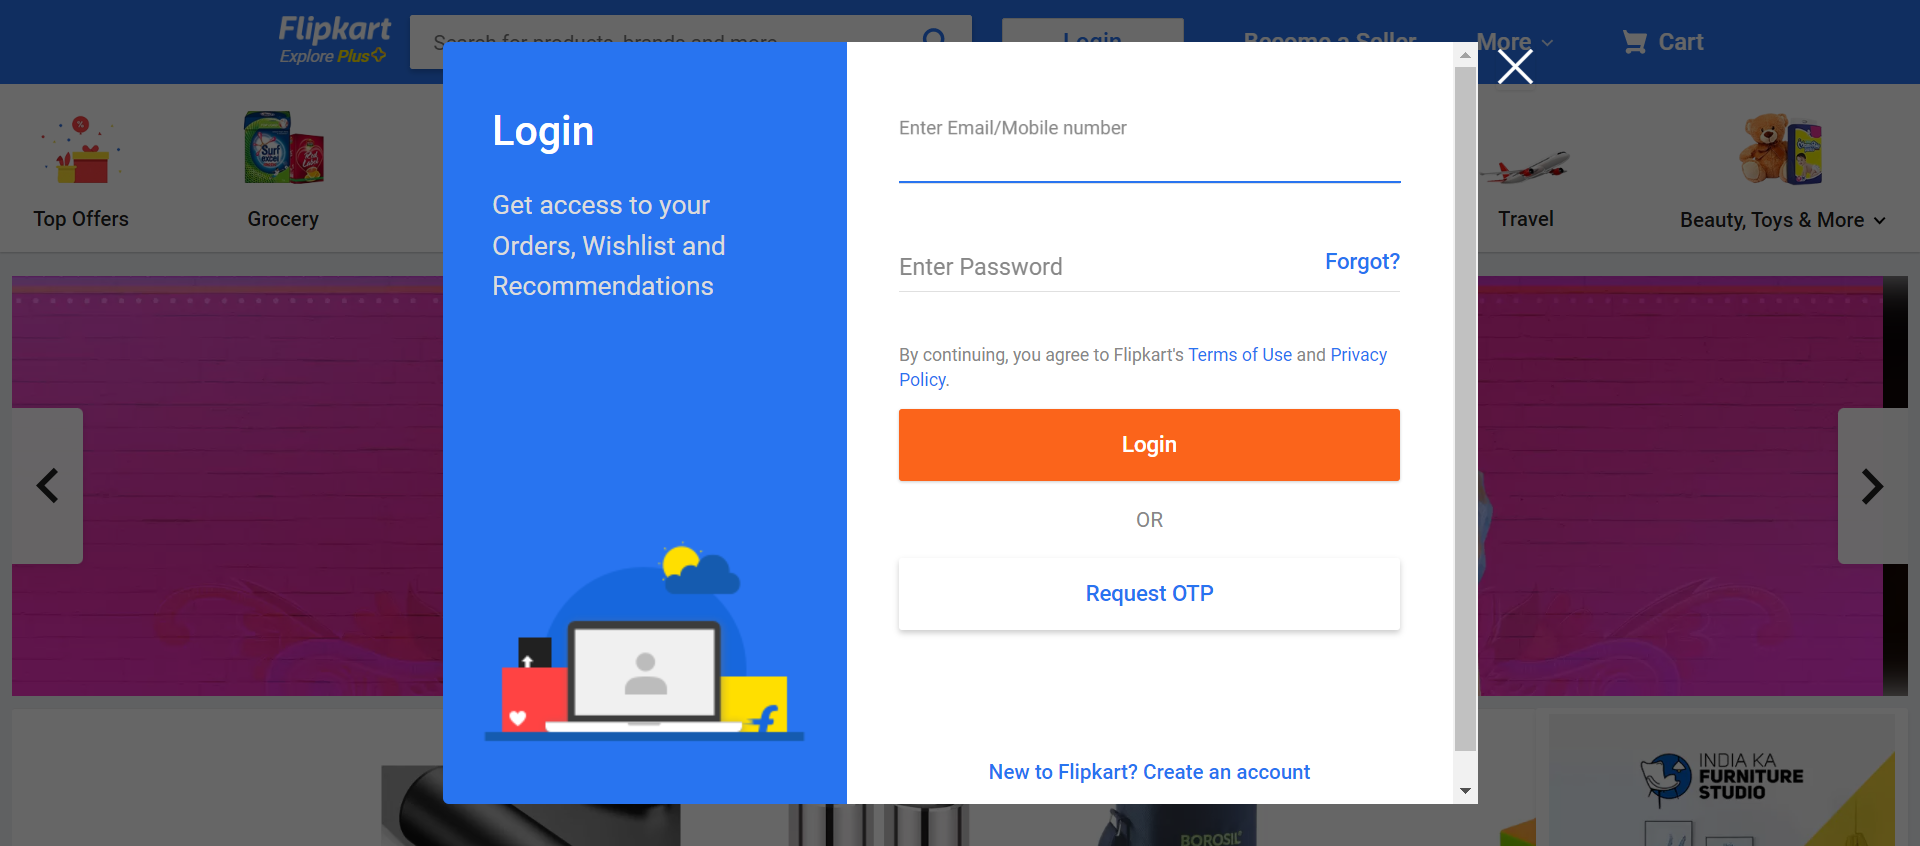 Flipkart
Explore Plus
Search for products, brands and more
Login
Become a Seller
More
Cart
Top Offers
Grocery
Travel
Beauty, Toys & More
Surf
excel
Login
Get access to your
Orders, Wishlist and
Recommendations
Enter Email/Mobile number
Enter Password
Forgot?
By continuing, you agree to Flipkart's Terms of Use and Privacy
Policy.
Login
OR
Request OTP
New to Flipkart? Create an account
INDIA KA
FURNITURE
STUDIO
BOROSIL